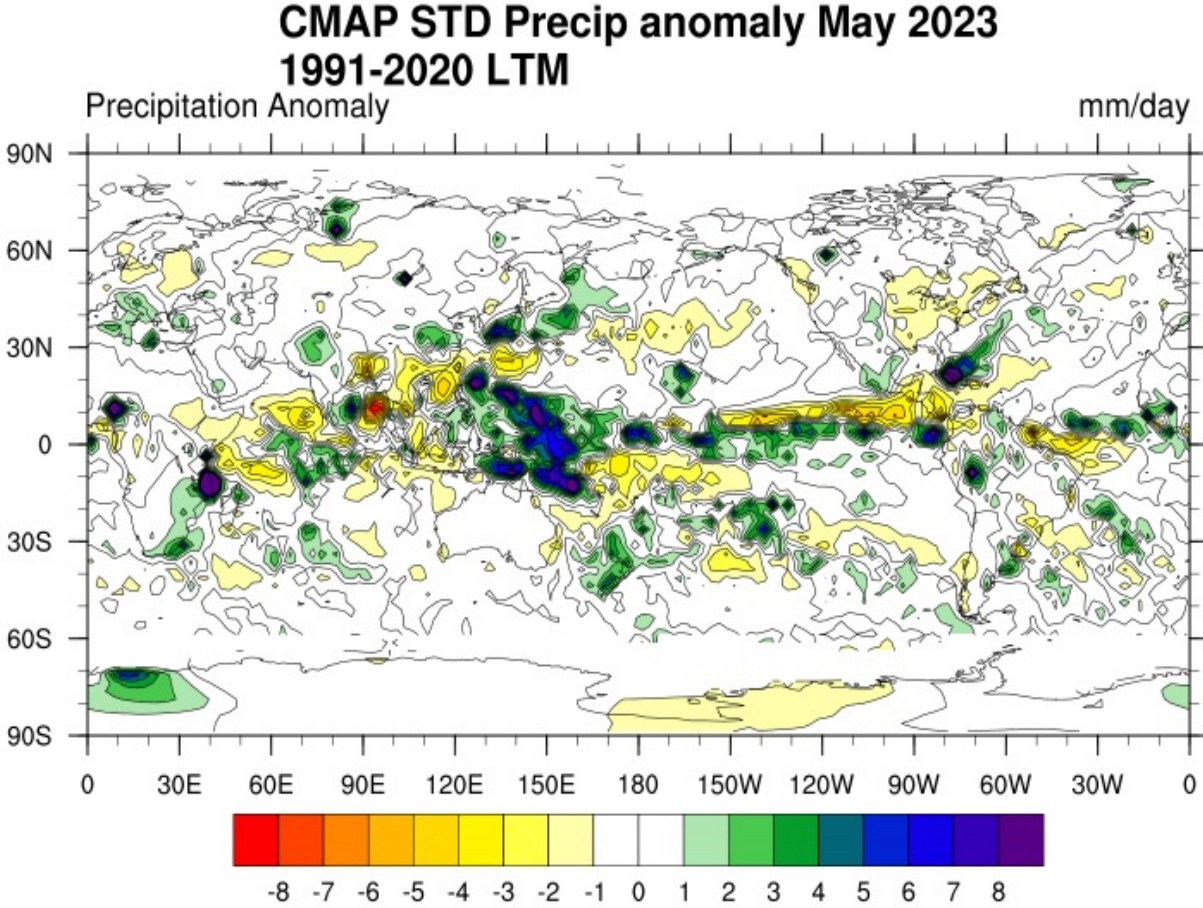 CMAP STD Precip anomaly May 2023
1991-2020 LTM
Precipitation Anomaly mm/day
90N
60N
30N
0
30S
60S
90S
0 30E 60E 90E 120E 150E 180 150W 120W 90W 60W 30W 0
-8 -7 -6 -5 -4 -3 -2 -1 0 1 2 3 4 5 6 7 8